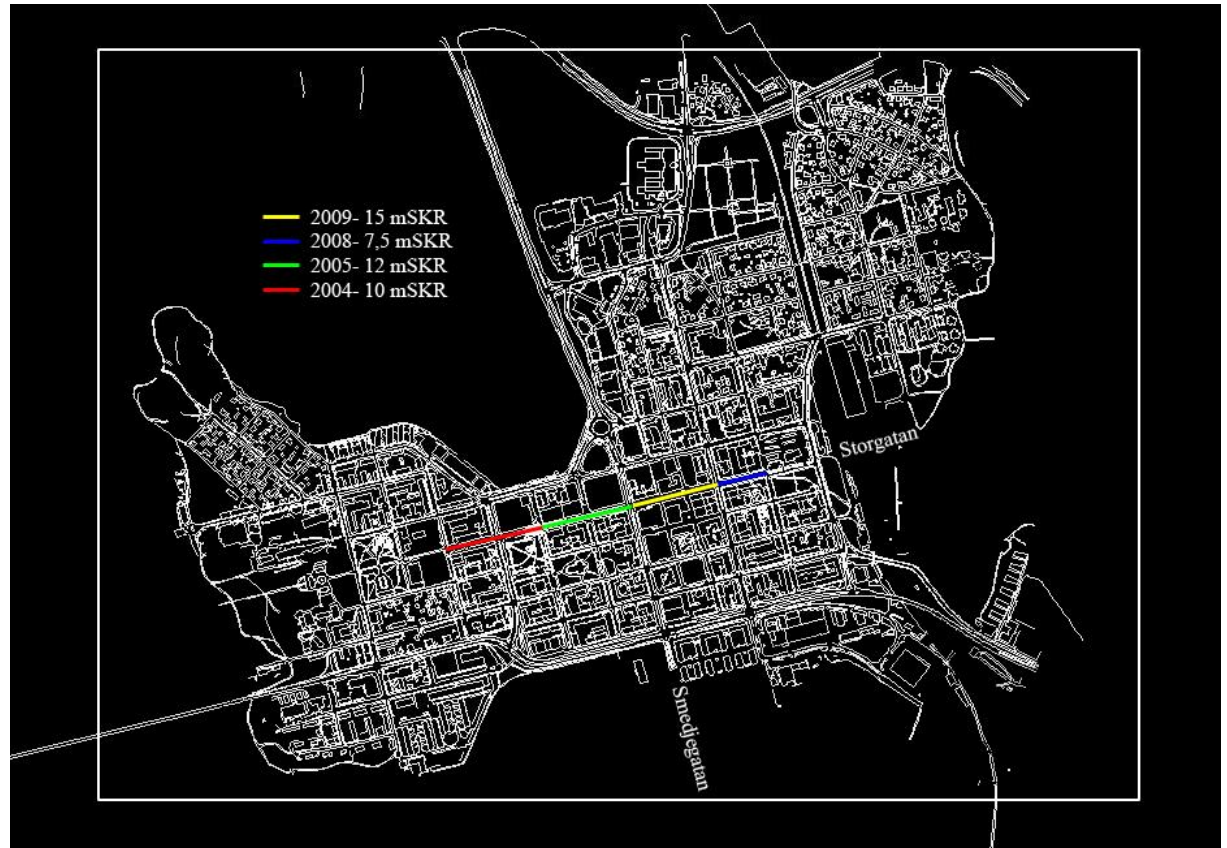 2009- 15 mSKR
2008- 7,5 mSKR
2005- 12 mSKR
2004- 10 mSKR
Storgatan
Smedjegatan